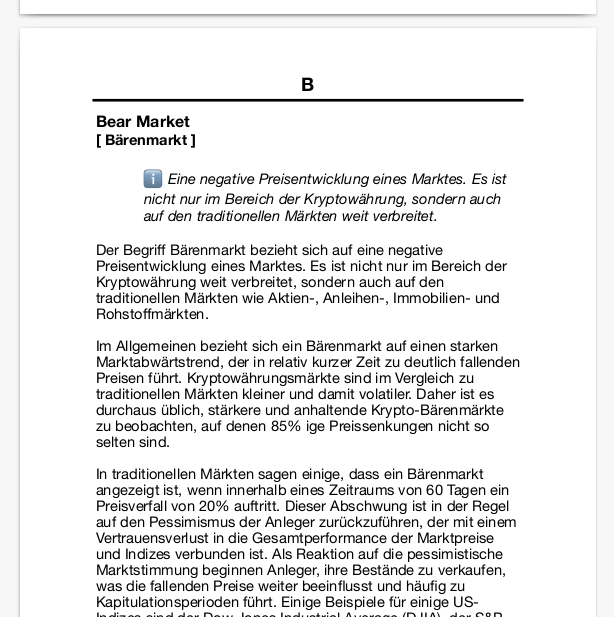 B
Bear Market
[ Bärenmarkt ]
ℹ️ Eine negative Preisentwicklung eines Marktes. Es ist
nicht nur im Bereich der Kryptowährung, sondern auch
auf den traditionellen Märkten weit verbreitet.
Der Begriff Bärenmarkt bezieht sich auf eine negative
Preisentwicklung eines Marktes. Es ist nicht nur im Bereich der
Kryptowährung weit verbreitet, sondern auch auf den
traditionellen Märkten wie Aktien-, Anleihen-, Immobilien- und
Rohstoffmärkten.
Im Allgemeinen bezieht sich ein Bärenmarkt auf einen starken
Marktabwärtstrend, der in relativ kurzer Zeit zu deutlich fallenden
Preisen führt. Kryptowährungsmärkte sind im Vergleich zu
traditionellen Märkten kleiner und damit volatiler. Daher ist es
durchaus üblich, stärkere und anhaltende Krypto-Bärenmärkte
zu beobachten, auf denen 85% ige Preissenkungen nicht so
selten sind.
In traditionellen Märkten sagen einige, dass ein Bärenmarkt
angezeigt ist, wenn innerhalb eines Zeitraums von 60 Tagen ein
Preisverfall von 20% auftritt. Dieser Abschwung ist in der Regel
auf den Pessimismus der Anleger zurückzuführen, der mit einem
Vertrauensverlust in die Gesamtperformance der Marktpreise
und Indizes verbunden ist. Als Reaktion auf die pessimistische
Marktstimmung beginnen Anleger, ihre Bestände zu verkaufen,
was die fallenden Preise weiter beeinflusst und häufig zu
Kapitulationsperioden führt. Einige Beispiele für einige US-
Indizes sind der Dow Jones Industrial Average (DJIA), der S&P